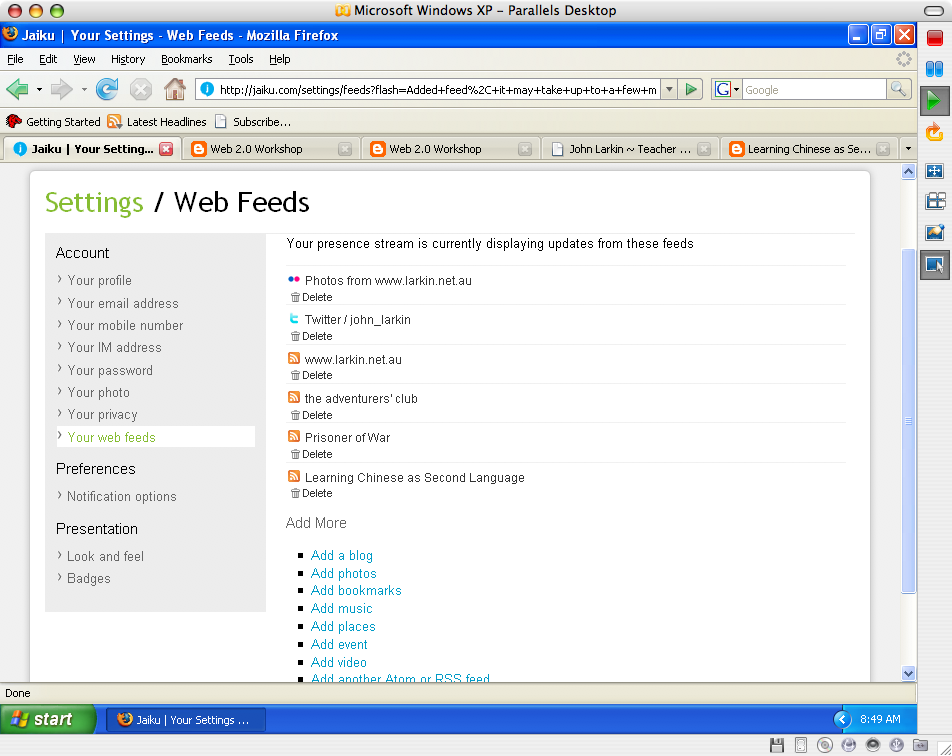 Microsoft Windows XP – Parallels Desktop
Jaiku | Your Settings - Web Feeds - Mozilla Firefox
File Edit View History Bookmarks Tools Help
http://jaiku.com/settings/feeds?flash=Added+feed%2C+it+may+take+up+to+a+few+m
G Google
Getting Started Latest Headlines Subscribe...
Jaiku | Your Setting... Web 2.0 Workshop Web 2.0 Workshop John Larkin ~ Teacher ... Learning Chinese as Se...
Settings / Web Feeds
Account
Your profile
Your email address
Your mobile number
Your IM address
Your password
Your photo
Your privacy
Your web feeds
Preferences
Notification options
Presentation
Look and feel
Badges
Your presence stream is currently displaying updates from these feeds
Photos from www.larkin.net.au
Delete
Twitter / john_larkin
Delete
www.larkin.net.au
Delete
the adventurers' club
Delete
Prisoner of War
Delete
Learning Chinese as Second Language
Delete
Add More
Add a blog
Add photos
Add bookmarks
Add music
Add places
Add event
Add video
Add another Atom or RSS feed
Done
start Jaiku | Your Settings ... 8:49 AM